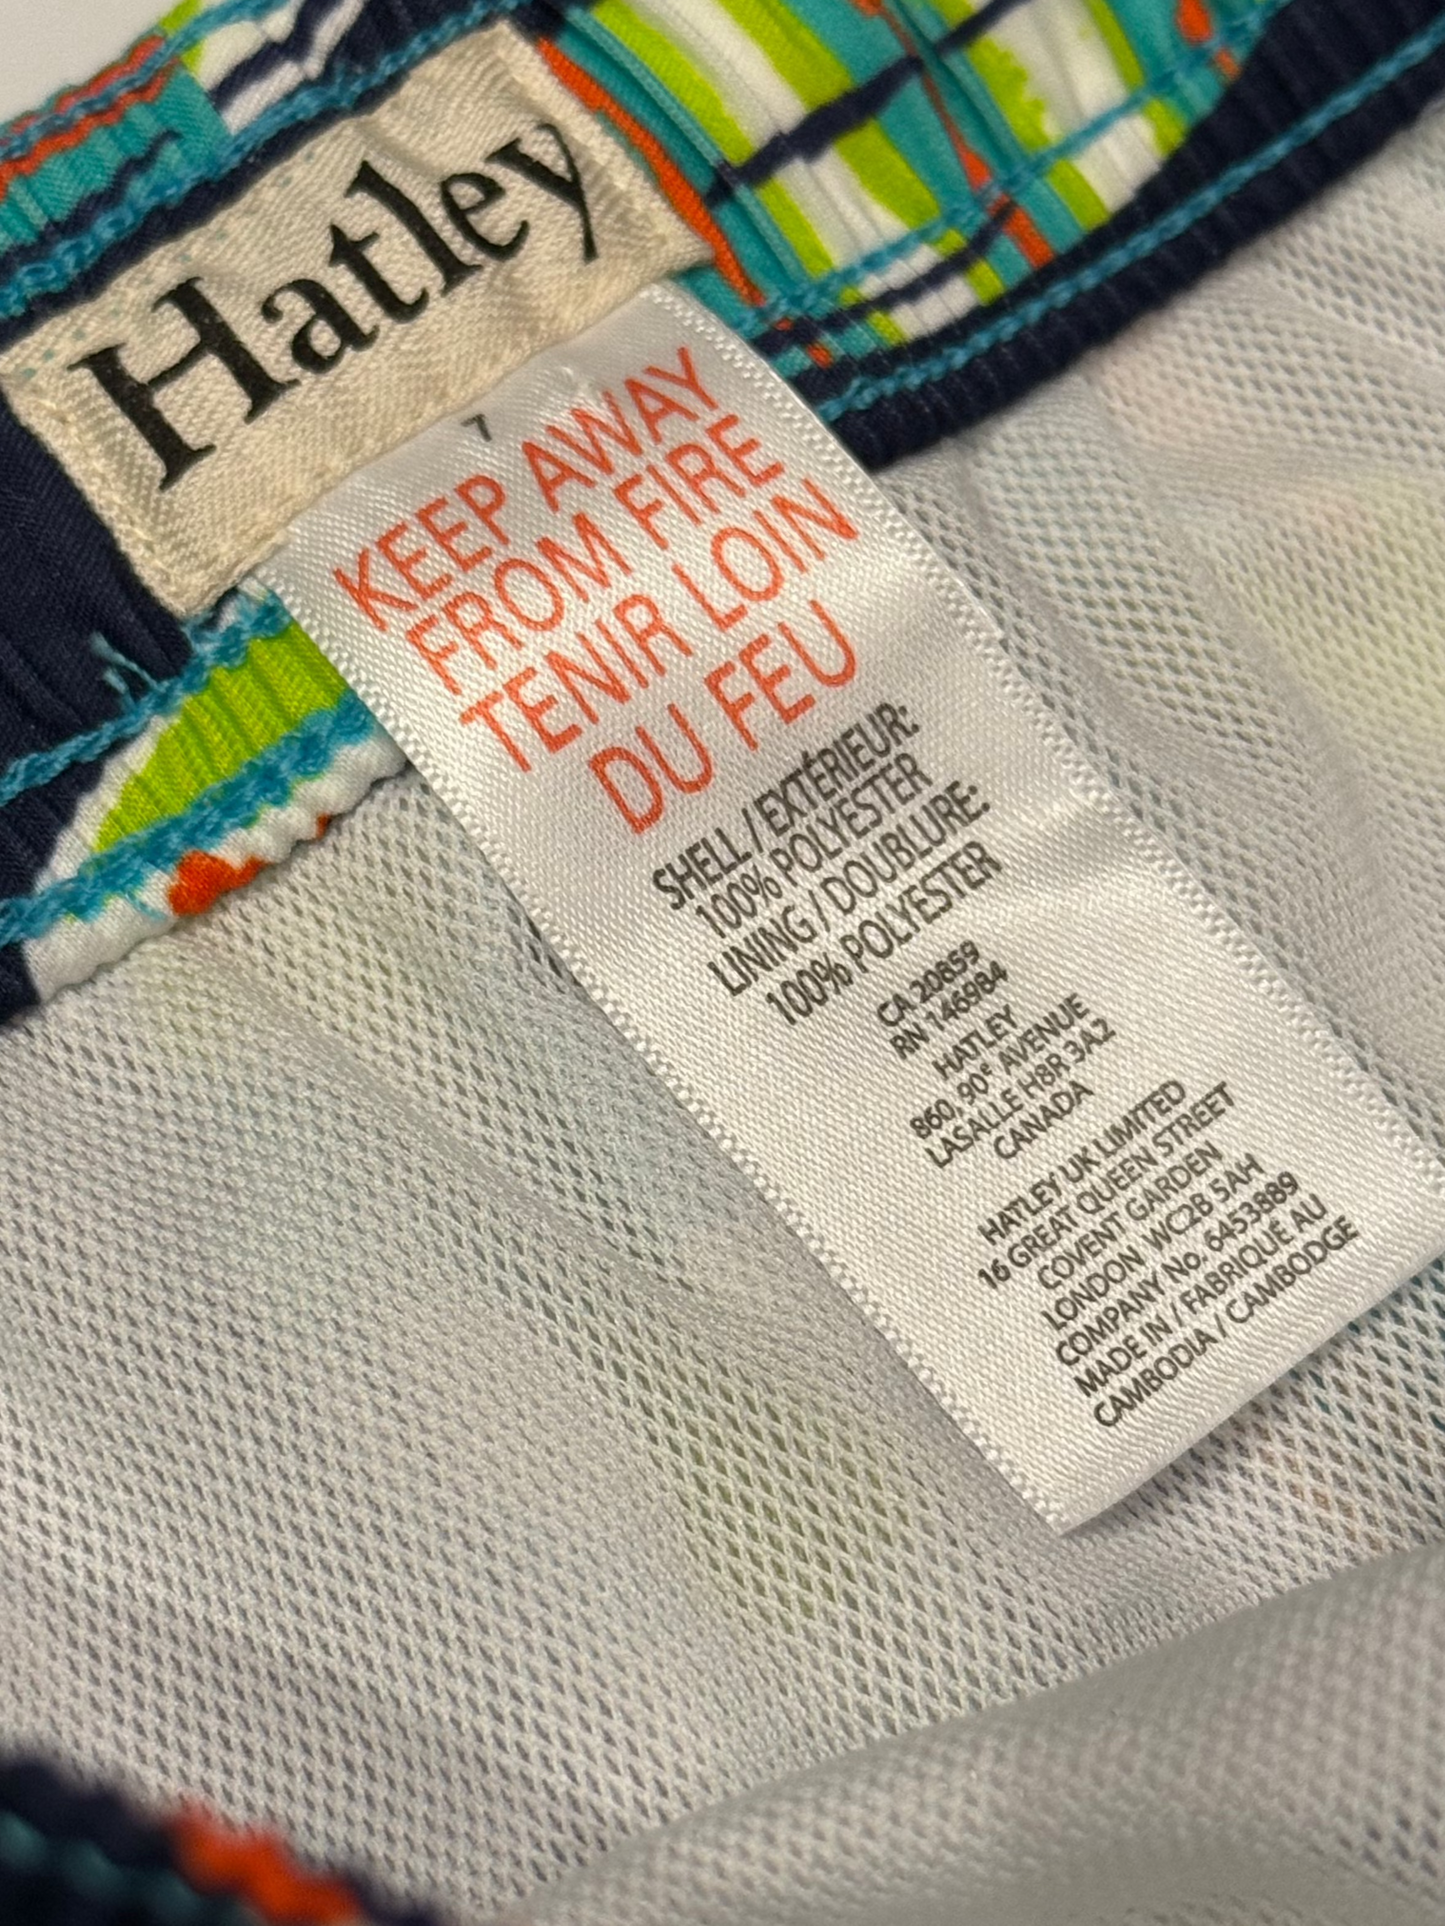 Hatley
7
KEEP AWAY
FROM FIRE
TENIR LOIN
DU FEU
SHELL / EXTÉRIEUR:
100% POLYESTER
LINING / DOUBLURE:
100% POLYESTER
CA 20859
RN 146984
HATLEY
860, 90e AVENUE
LASALLE H8R 3A2
CANADA
HATLEY UK LIMITED
16 GREAT QUEEN STREET
COVENT GARDEN
LONDON WC2B 5AH
COMPANY No. 6453889
MADE IN / FABRIQUÉ AU
CAMBODIA / CAMBODGE